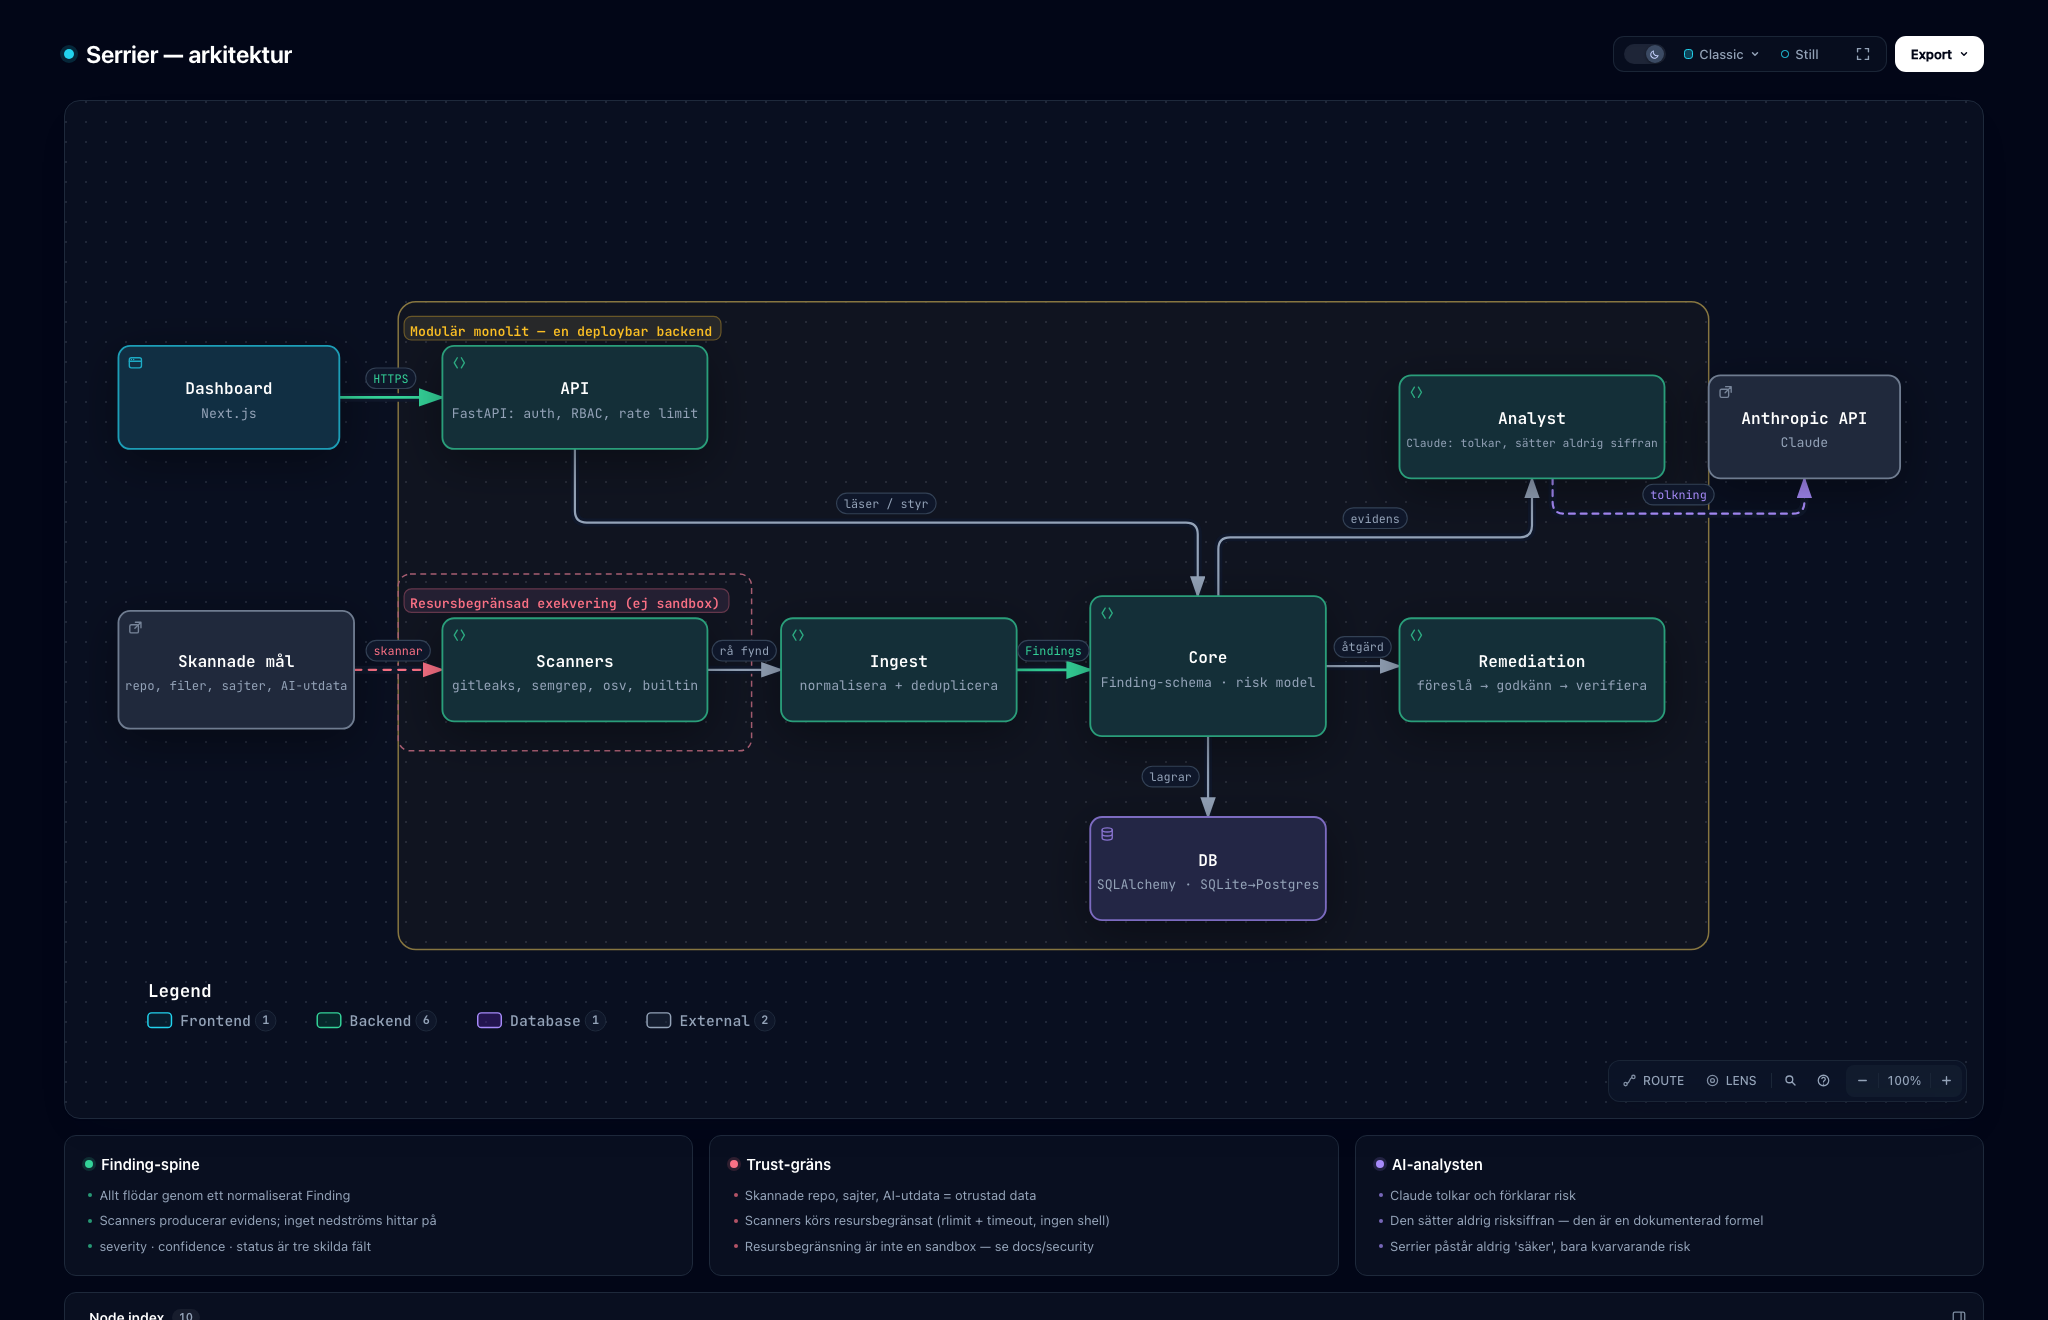 Serrier — arkitektur
Classic
Still
Export
Modulär monolit — en deploybar backend
Dashboard
Next.js
HTTPS
API
FastAPI: auth, RBAC, rate limit
Analyst
Claude: tolkar, sätter aldrig siffran
Anthropic API
Claude
tolkning
läser / styr
evidens
Resursbegränsad exekvering (ej sandbox)
Skannade mål
repo, filer, sajter, AI-utdata
skannar
Scanners
gitleaks, semgrep, osv, builtin
rå fynd
Ingest
normalisera + deduplicera
Findings
Core
Finding-schema · risk model
åtgärd
Remediation
föreslå → godkänn → verifiera
lagrar
DB
SQLAlchemy · SQLite→Postgres
Legend
Frontend 1
Backend 6
Database 1
External 2
ROUTE
LENS
100%
Finding-spine
Allt flödar genom ett normaliserat Finding
Scanners producerar evidens; inget nedströms hittar på
severity · confidence · status är tre skilda fält
Trust-gräns
Skannade repo, sajter, AI-utdata = otrustad data
Scanners körs resursbegränsat (rlimit + timeout, ingen shell)
Resursbegränsning är inte en sandbox — se docs/security
AI-analysten
Claude tolkar och förklarar risk
Den sätter aldrig risksiffran — den är en dokumenterad formel
Serrier påstår aldrig 'säker', bara kvarvarande risk
Node index 10